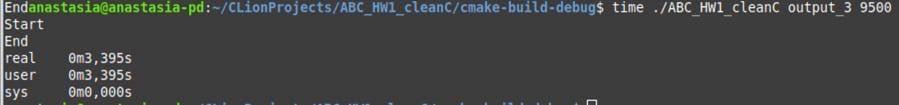 Endanastasia@anastasia-pd:~/CLionProjects/ABC_HW1_cleanC/cmake-build-debug$ time ./ABC_HW1_cleanC output_3 9500
Start
End
real    0m3,395s
user    0m3,395s
sys     0m0,000s